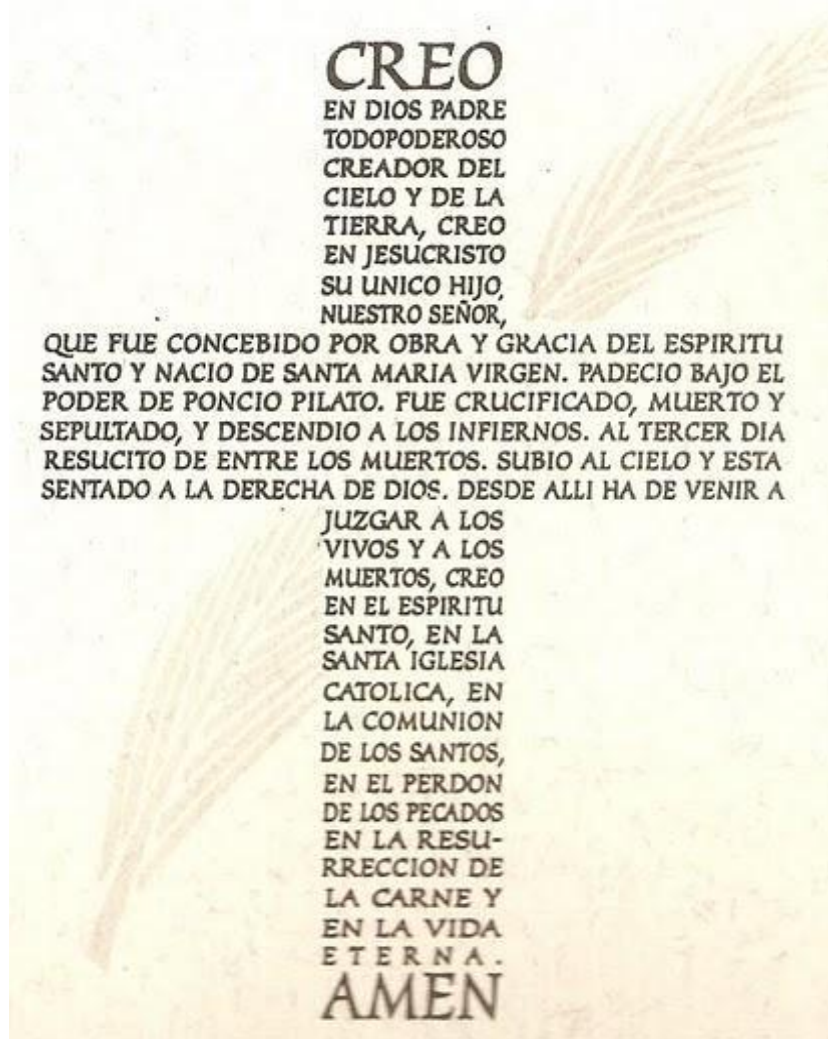 CREO
EN DIOS PADRE
TODOPODEROSO
CREADOR DEL
CIELO Y DE LA
TIERRA, CREO
EN JESUCRISTO
SU UNICO HIJO,
NUESTRO SEÑOR,
QUE FUE CONCEBIDO POR OBRA Y GRACIA DEL ESPIRITU
SANTO Y NACIO DE SANTA MARIA VIRGEN. PADECIO BAJO EL
PODER DE PONCIO PILATO. FUE CRUCIFICADO, MUERTO Y
SEPULTADO, Y DESCENDIO A LOS INFIERNOS. AL TERCER DIA
RESUCITO DE ENTRE LOS MUERTOS. SUBIO AL CIELO Y ESTA
SENTADO A LA DERECHA DE DIOS. DESDE ALLI HA DE VENIR A
JUZGAR A LOS
VIVOS Y A LOS
MUERTOS, CREO
EN EL ESPIRITU
SANTO, EN LA
SANTA IGLESIA
CATOLICA, EN
LA COMUNION
DE LOS SANTOS,
EN EL PERDON
DE LOS PECADOS
EN LA RESU-
RRECCION DE
LA CARNE Y
EN LA VIDA
ETERNA.
AMEN